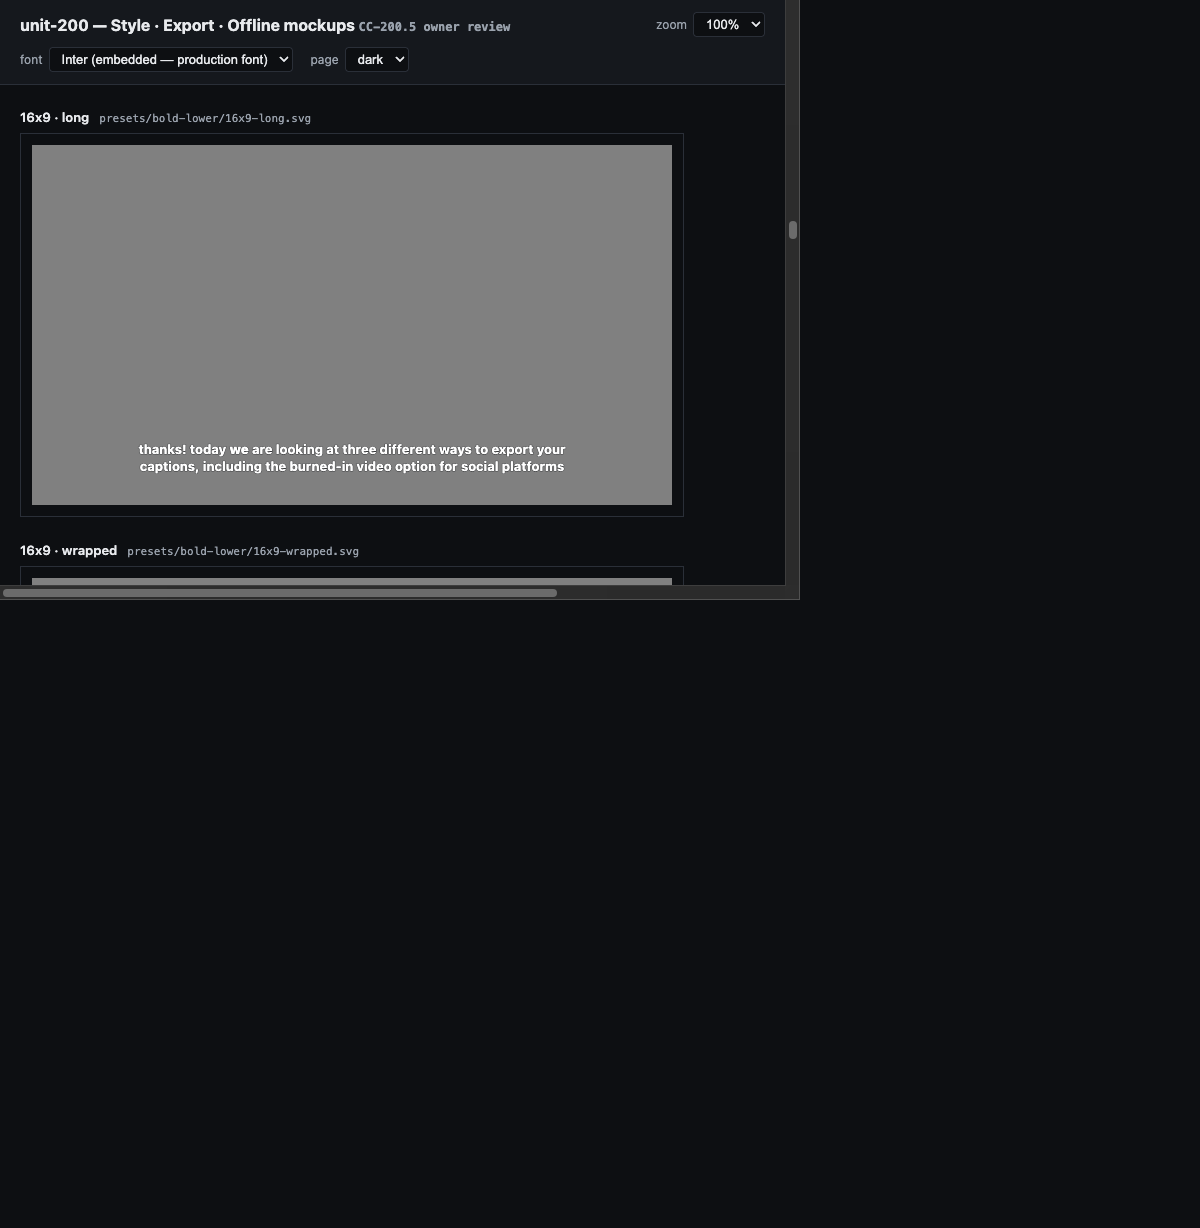 unit-200 — Style · Export · Offline mockups CC-200.5 owner review
zoom 100%
font Inter (embedded — production font) page dark
16x9 · long presets/bold-lower/16x9-long.svg
thanks! today we are looking at three different ways to export your
captions, including the burned-in video option for social platforms
16x9 · wrapped presets/bold-lower/16x9-wrapped.svg